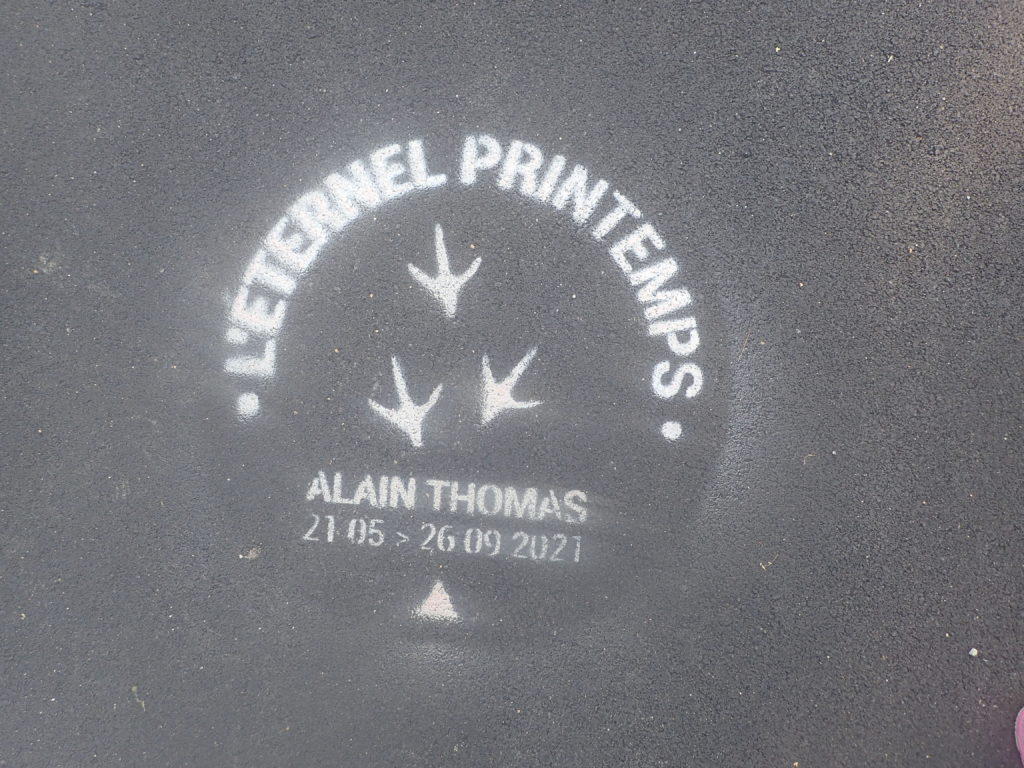 • L'ETERNEL PRINTEMPS •
ALAIN THOMAS
21 05 > 26 09 2021